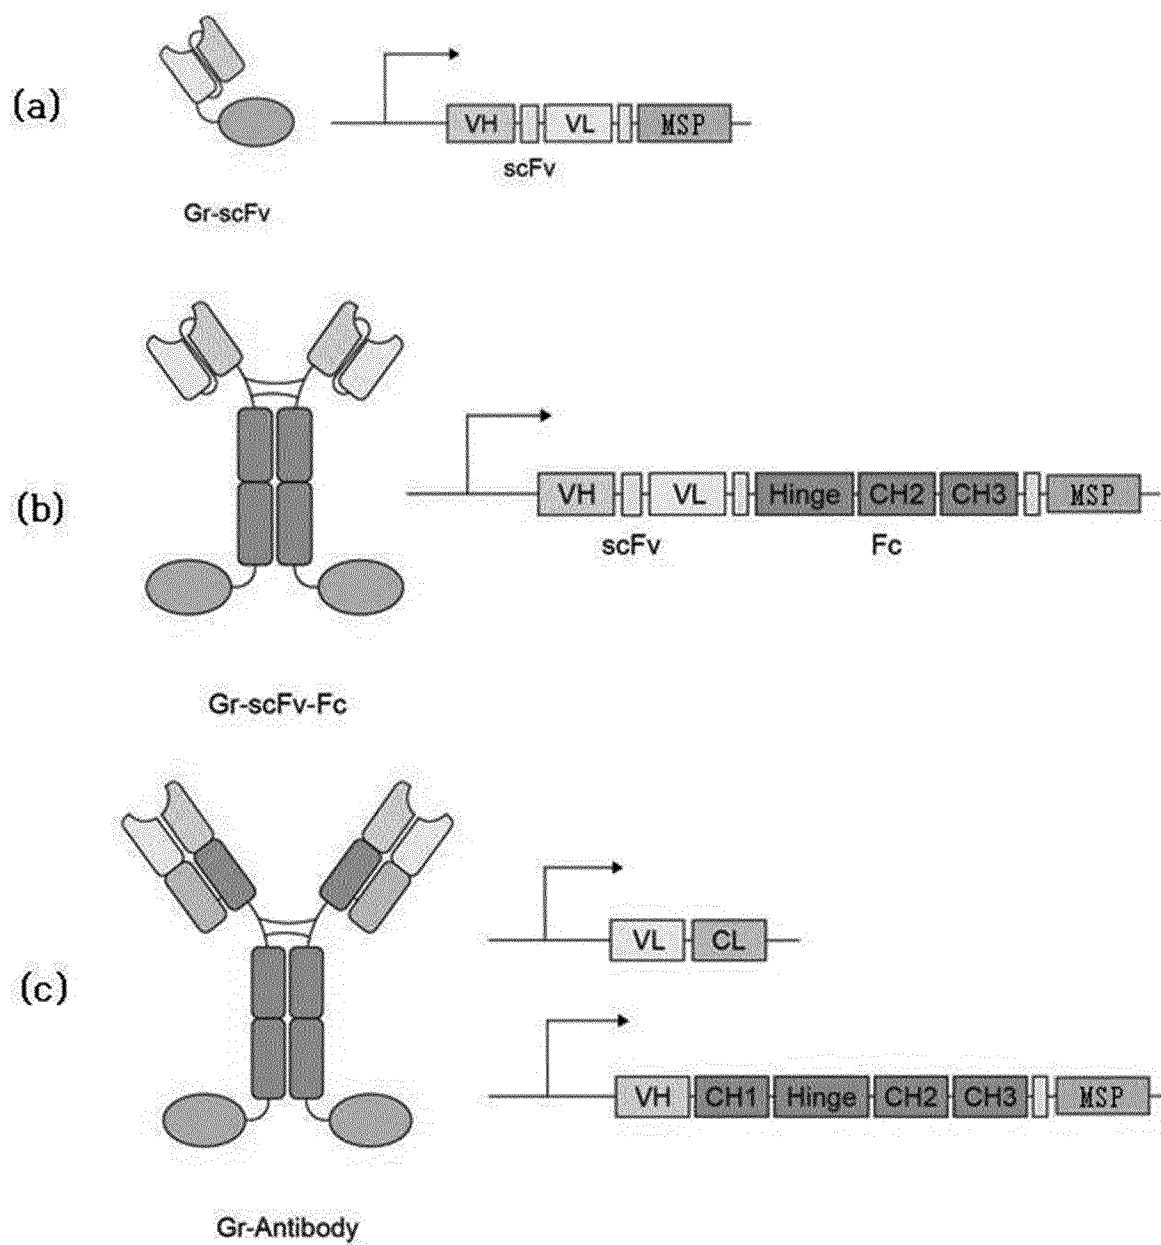 (a)
VH VL MSP
scFv
Gr-scFv
(b)
VH VL Hinge CH2 CH3 MSP
scFv Fc
Gr-scFv-Fc
(c)
VL CL
VH CH1 Hinge CH2 CH3 MSP
Gr-Antibody